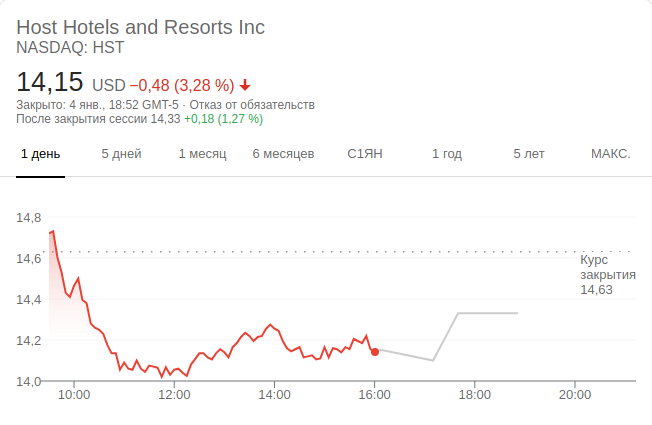 Host Hotels and Resorts Inc
NASDAQ: HST
14,15 USD −0,48 (3,28 %)
Закрыто: 4 янв., 18:52 GMT-5 · Отказ от обязательств
После закрытия сессии 14,33 +0,18 (1,27 %)
1 день 5 дней 1 месяц 6 месяцев С1ЯН 1 год 5 лет МАКС.
14,8
14,6
14,4
14,2
14,0
Курс
закрытия
14,63
10:00 12:00 14:00 16:00 18:00 20:00